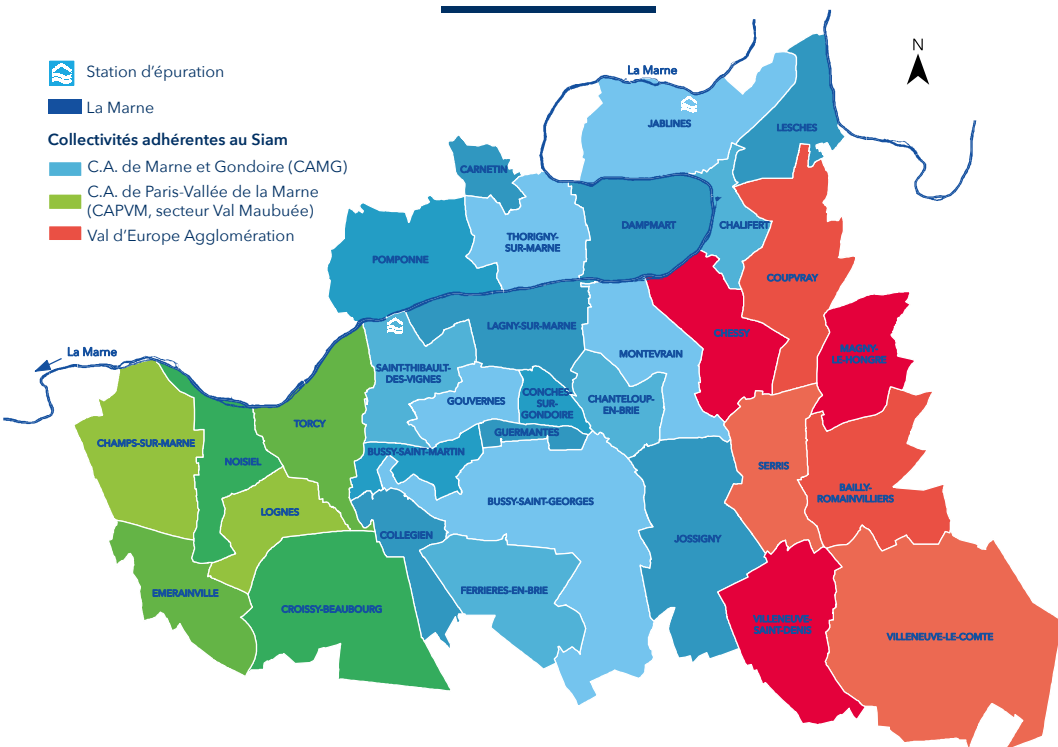 Station d'épuration
La Marne
Collectivités adhérentes au Siam
C.A. de Marne et Gondoire (CAMG)
C.A. de Paris-Vallée de la Marne
(CAPVM, secteur Val Maubuée)
Val d'Europe Agglomération
N
La Marne
JABLINES
LESCHES
CARNETIN
DAMPMART
CHALIFERT
THORIGNY-
SUR-MARNE
POMPONNE
COUPVRAY
LAGNY-SUR-MARNE
CHESSY
MAGNY-
LE-HONGRE
MONTEVRAIN
La Marne
SAINT-THIBAULT-
DES-VIGNES
GOUVERNES
CONCHES-
SUR-
GONDOIRE
CHANTELOUP-
EN-BRIE
TORCY
GUERMANTES
CHAMPS-SUR-MARNE
NOISIEL
BUSSY-SAINT-MARTIN
SERRIS
BAILLY-
ROMAINVILLIERS
LOGNES
BUSSY-SAINT-GEORGES
COLLEGIEN
JOSSIGNY
EMERAINVILLE
CROISSY-BEAUBOURG
FERRIERES-EN-BRIE
VILLENEUVE-
SAINT-DENIS
VILLENEUVE-LE-COMTE